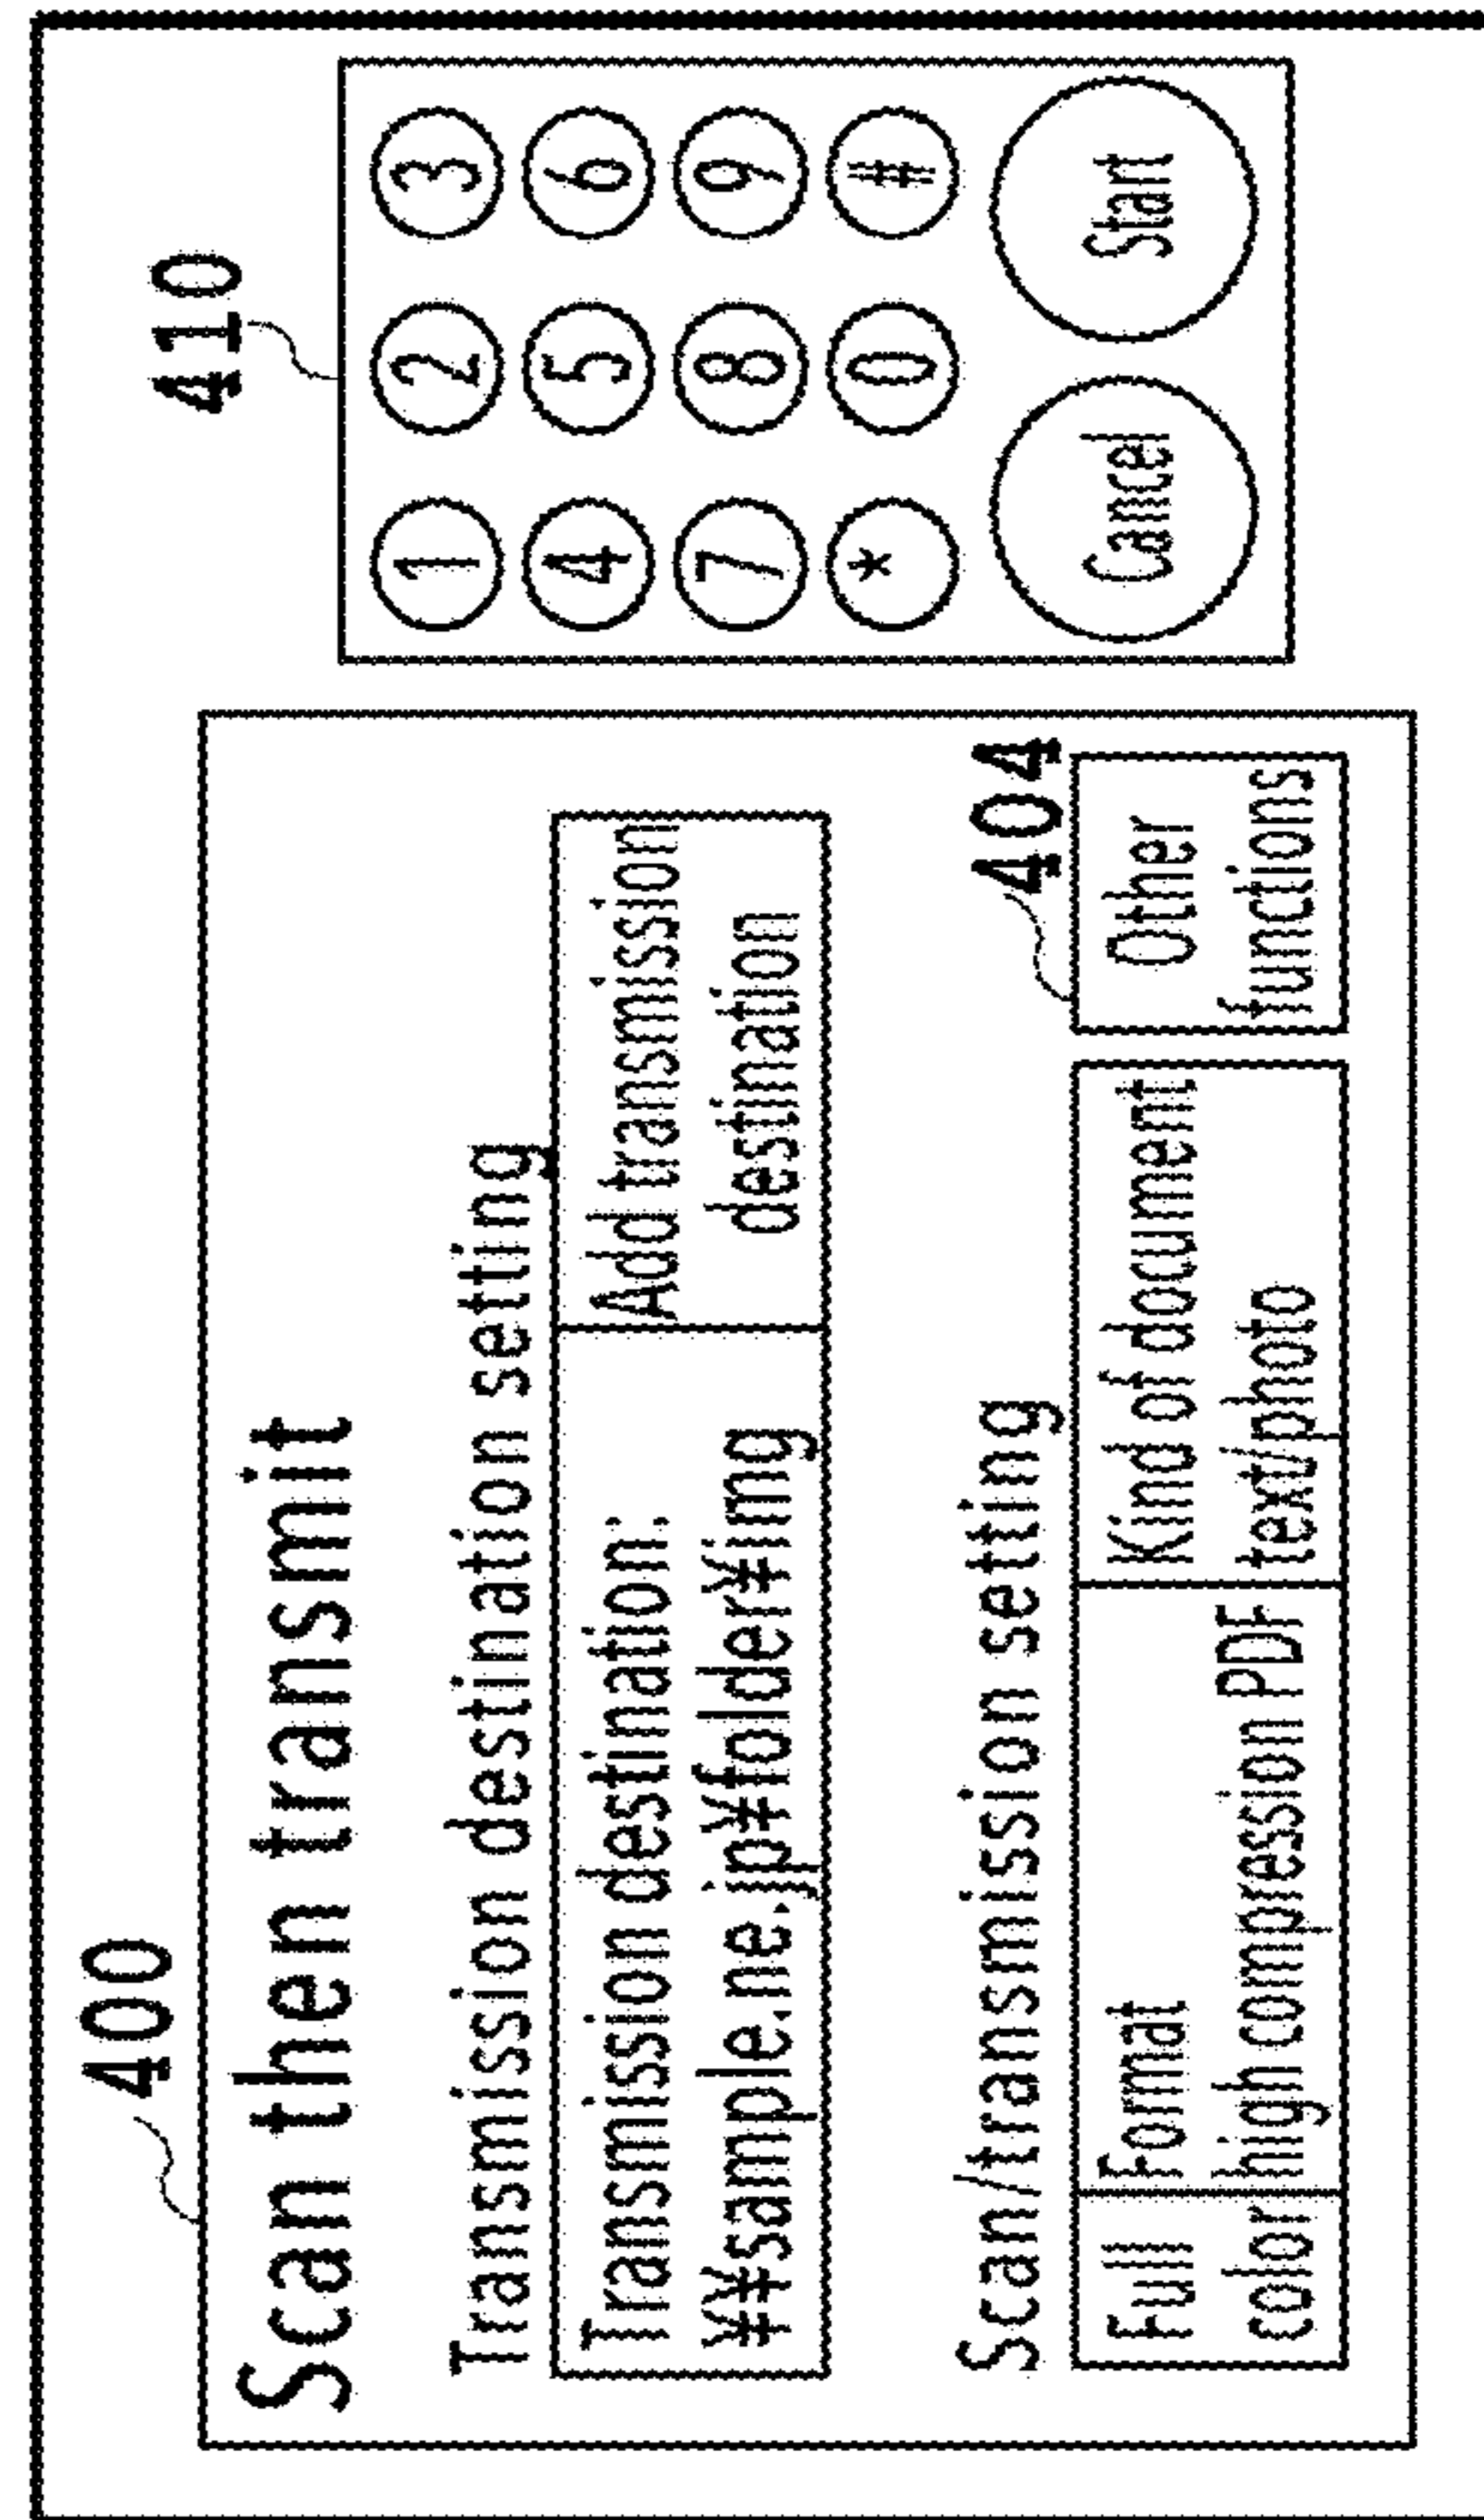 400
Scan then transmit
Transmission destination setting
Transmission destination:
¥¥sample.ne.jp¥folder¥img
Add transmission
destination
Scan/transmission setting
Full
color
Format
high compression PDF
Kind of document
text/photo
404
Other
functions
410
1 2 3
4 5 6
7 8 9
* 0 #
Cancel Start